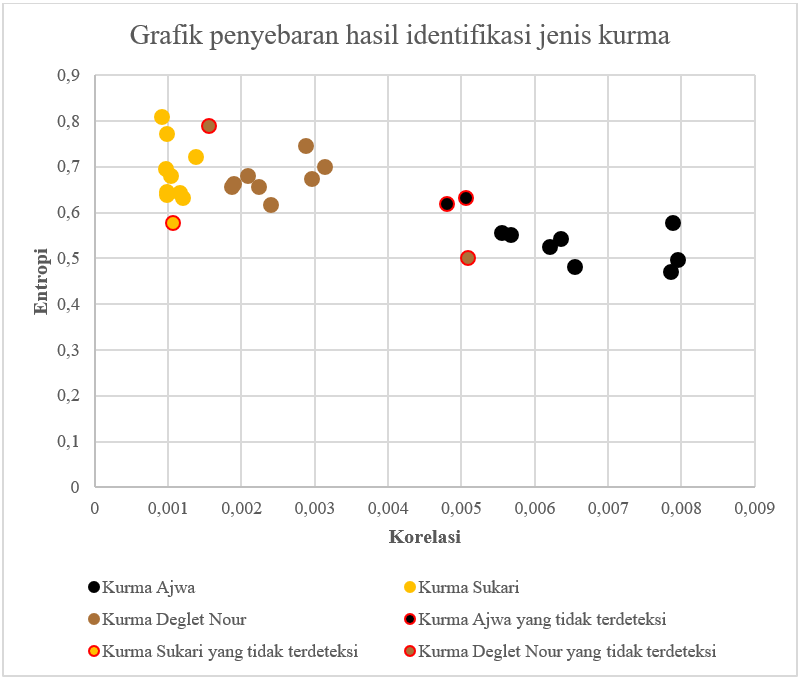 Grafik penyebaran hasil identifikasi jenis kurma
0,9
0,8
0,7
0,6
0,5
0,4
0,3
0,2
0,1
0
Entropi
0 0,001 0,002 0,003 0,004 0,005 0,006 0,007 0,008 0,009
Korelasi
Kurma Ajwa Kurma Sukari
Kurma Deglet Nour Kurma Ajwa yang tidak terdeteksi
Kurma Sukari yang tidak terdeteksi Kurma Deglet Nour yang tidak terdeteksi